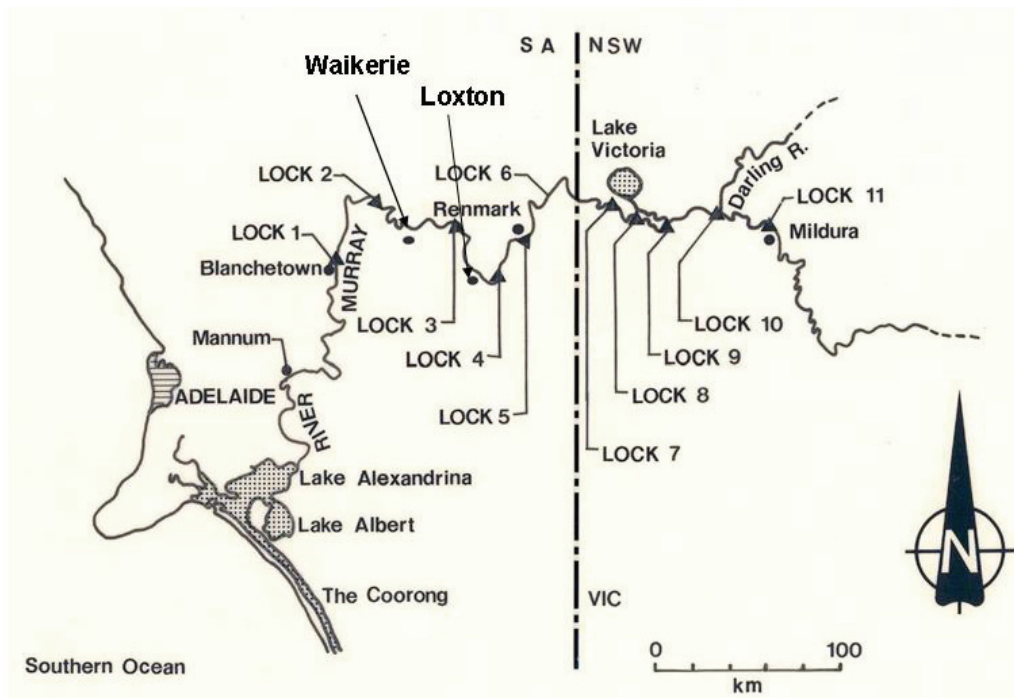 SA NSW
Waikerie
Loxton
Lake
Victoria
Darling R.
LOCK 2
LOCK 6
LOCK 11
Renmark
Mildura
LOCK 1
Blanchetown
MURRAY
LOCK 3
LOCK 10
Mannum
LOCK 4
LOCK 9
ADELAIDE
LOCK 8
RIVER
LOCK 5
LOCK 7
Lake Alexandrina
Lake Albert
N
The Coorong
VIC
Southern Ocean
0 100
km